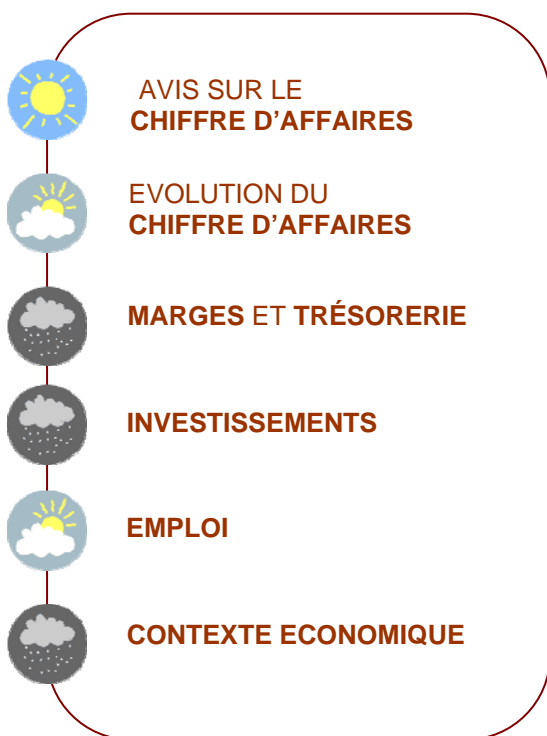 AVIS SUR LE
CHIFFRE D’AFFAIRES
EVOLUTION DU
CHIFFRE D’AFFAIRES
MARGES ET TRÉSORERIE
INVESTISSEMENTS
EMPLOI
CONTEXTE ECONOMIQUE